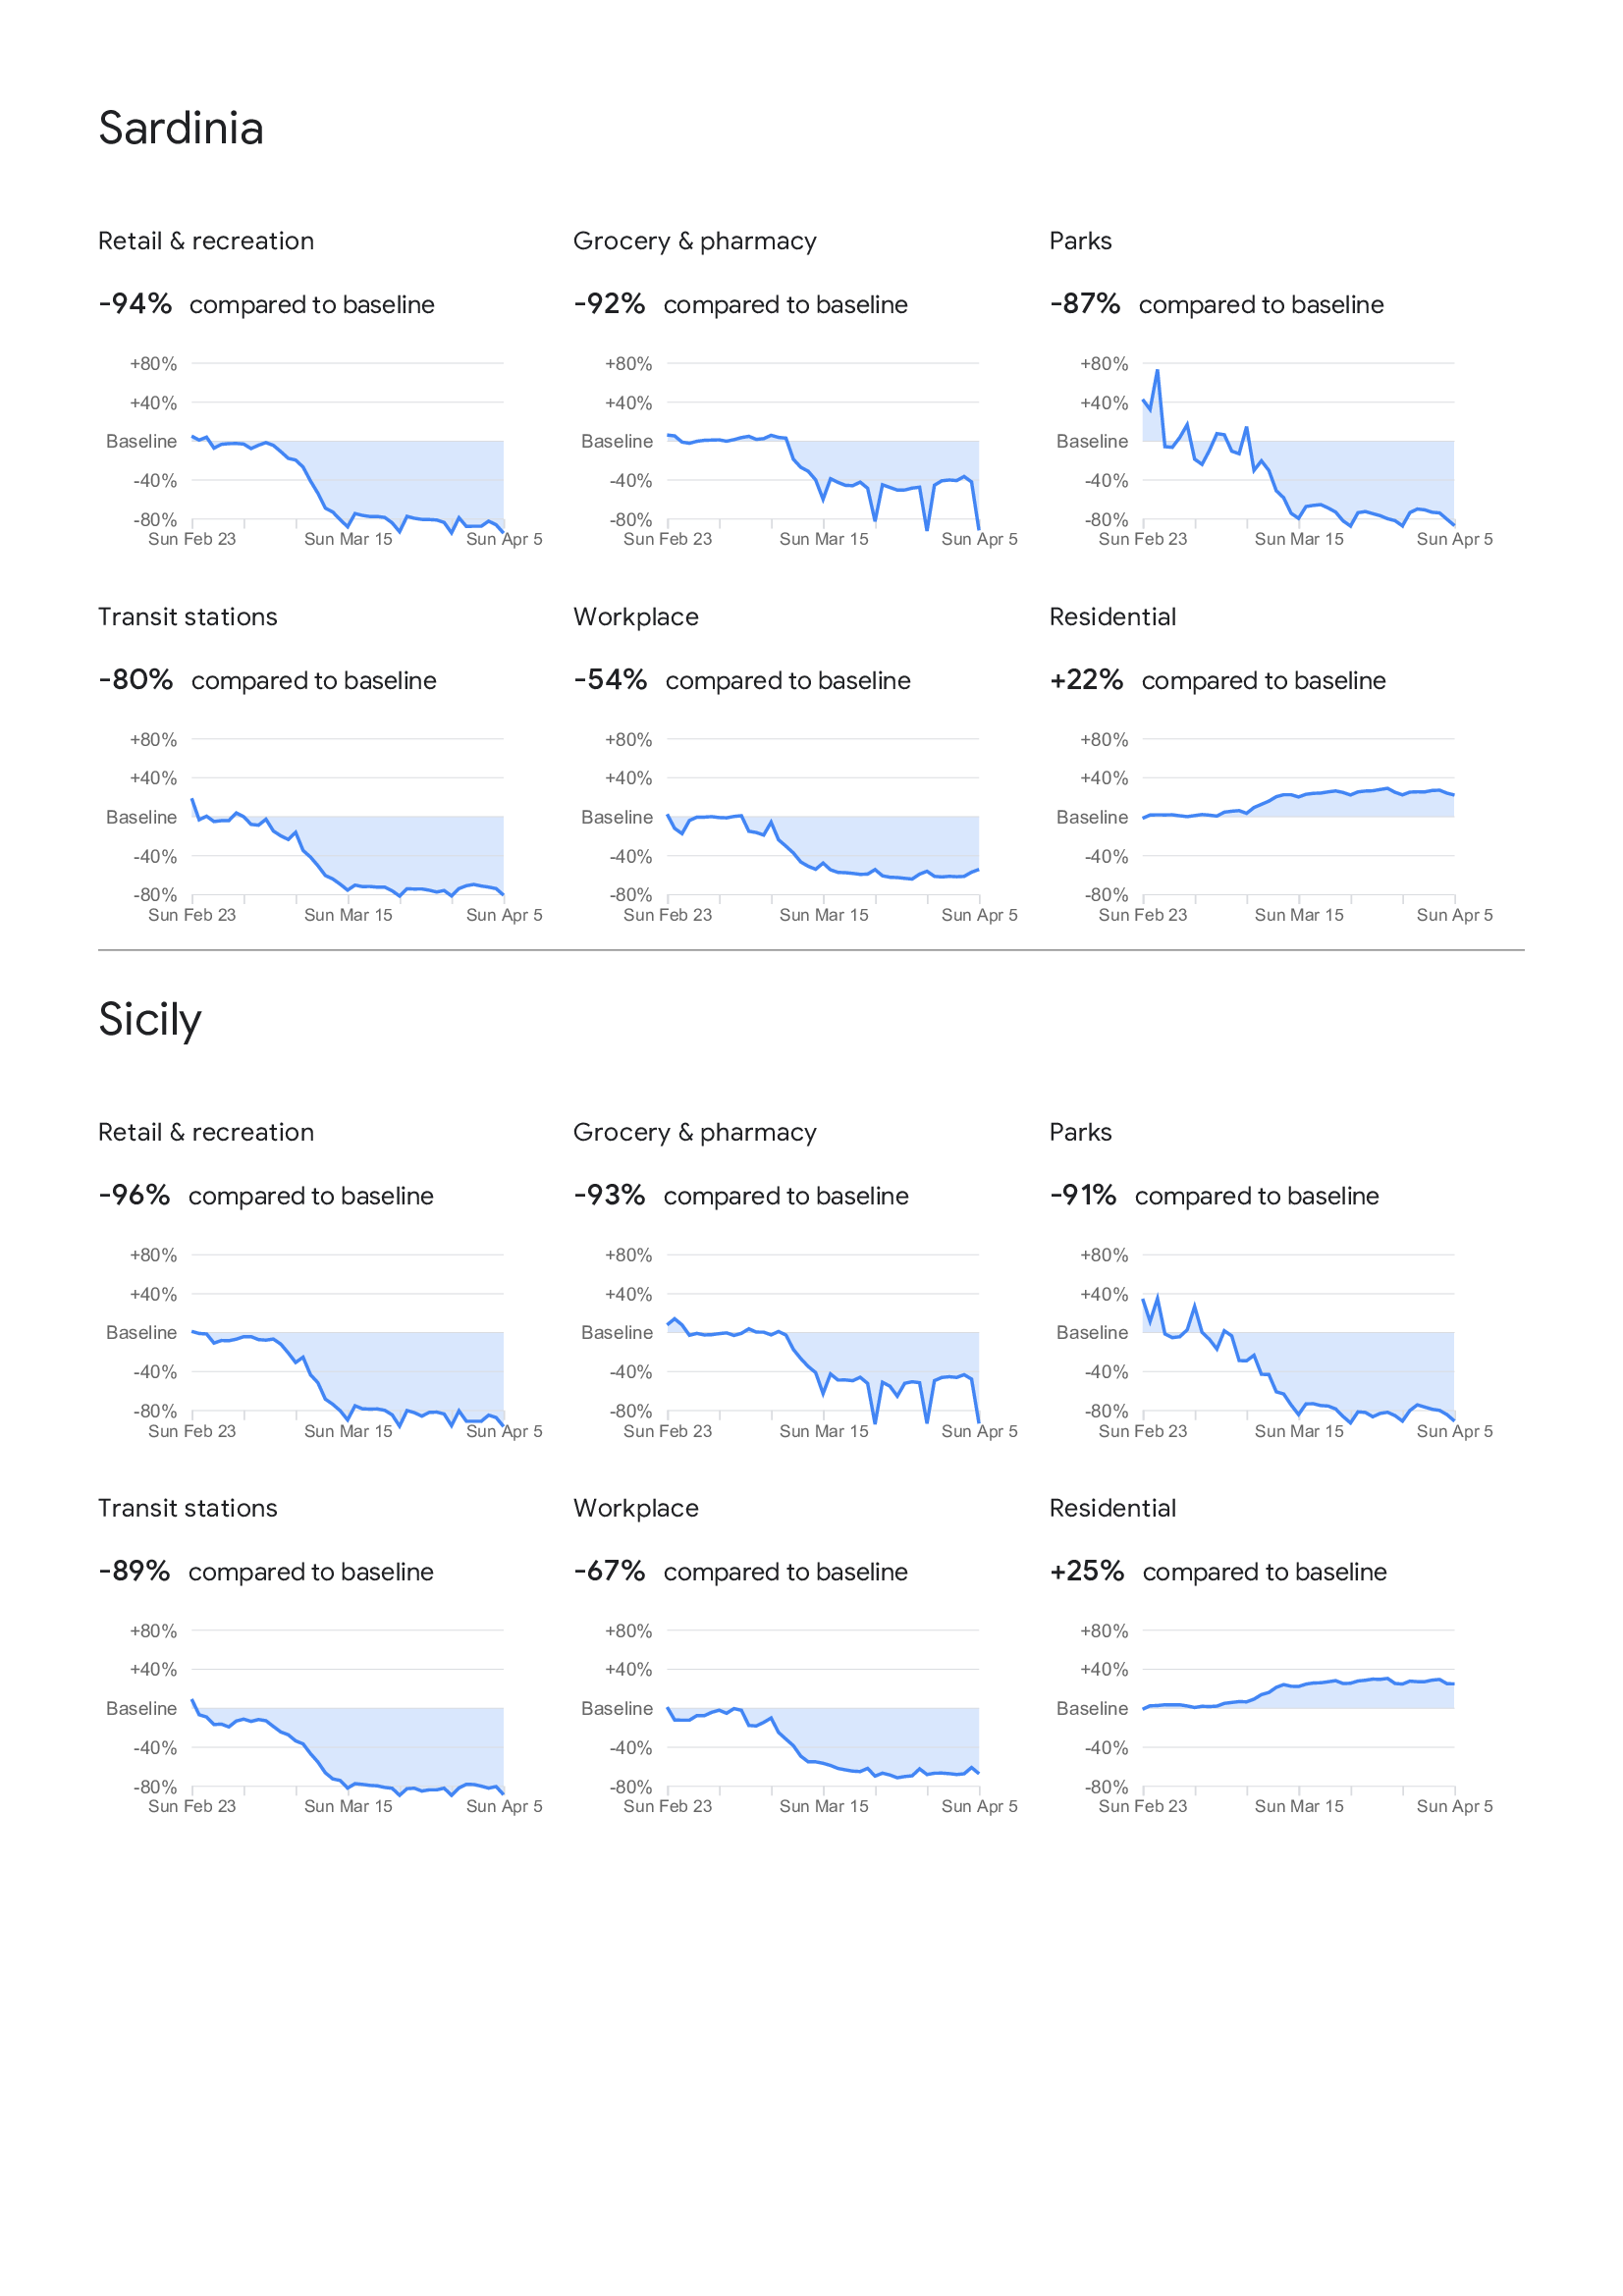 Sardinia
Retail & recreation
-94% compared to baseline
+80%
+40%
Baseline
-40%
-80%
Sun Feb 23 Sun Mar 15 Sun Apr 5
Grocery & pharmacy
-92% compared to baseline
+80%
+40%
Baseline
-40%
-80%
Sun Feb 23 Sun Mar 15 Sun Apr 5
Parks
-87% compared to baseline
+80%
+40%
Baseline
-40%
-80%
Sun Feb 23 Sun Mar 15 Sun Apr 5
Transit stations
-80% compared to baseline
+80%
+40%
Baseline
-40%
-80%
Sun Feb 23 Sun Mar 15 Sun Apr 5
Workplace
-54% compared to baseline
+80%
+40%
Baseline
-40%
-80%
Sun Feb 23 Sun Mar 15 Sun Apr 5
Residential
+22% compared to baseline
+80%
+40%
Baseline
-40%
-80%
Sun Feb 23 Sun Mar 15 Sun Apr 5
Sicily
Retail & recreation
-96% compared to baseline
+80%
+40%
Baseline
-40%
-80%
Sun Feb 23 Sun Mar 15 Sun Apr 5
Grocery & pharmacy
-93% compared to baseline
+80%
+40%
Baseline
-40%
-80%
Sun Feb 23 Sun Mar 15 Sun Apr 5
Parks
-91% compared to baseline
+80%
+40%
Baseline
-40%
-80%
Sun Feb 23 Sun Mar 15 Sun Apr 5
Transit stations
-89% compared to baseline
+80%
+40%
Baseline
-40%
-80%
Sun Feb 23 Sun Mar 15 Sun Apr 5
Workplace
-67% compared to baseline
+80%
+40%
Baseline
-40%
-80%
Sun Feb 23 Sun Mar 15 Sun Apr 5
Residential
+25% compared to baseline
+80%
+40%
Baseline
-40%
-80%
Sun Feb 23 Sun Mar 15 Sun Apr 5